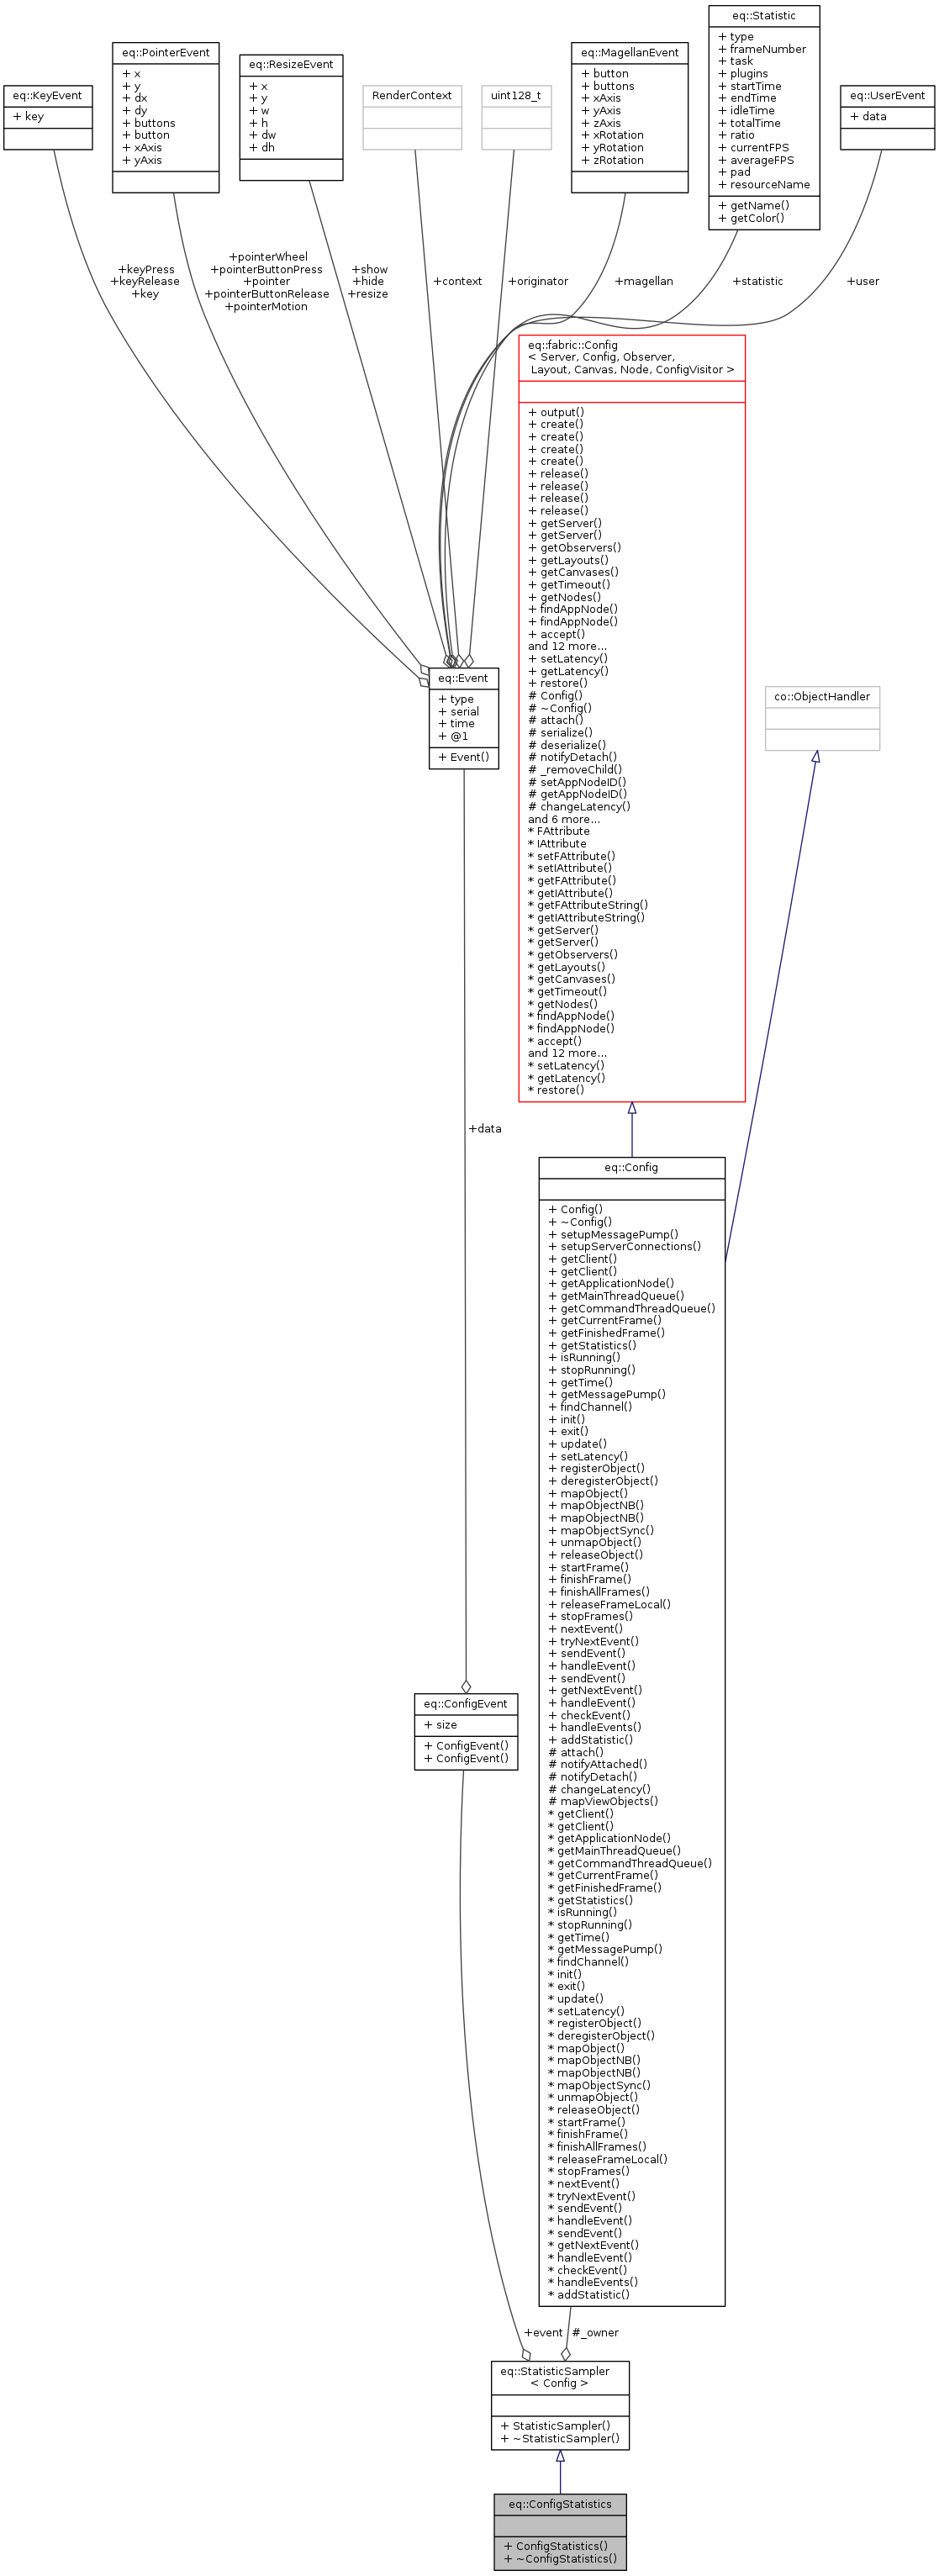 eq::Statistic
+ type
+ frameNumber
+ task
+ plugins
+ startTime
+ endTime
+ idleTime
+ totalTime
+ ratio
+ currentFPS
+ averageFPS
+ pad
+ resourceName
+ getName()
+ getColor()
eq::PointerEvent
+ x
+ y
+ dx
+ dy
+ buttons
+ button
+ xAxis
+ yAxis
eq::MagellanEvent
+ button
+ buttons
+ xAxis
+ yAxis
+ zAxis
+ xRotation
+ yRotation
+ zRotation
eq::ResizeEvent
+ x
+ y
+ w
+ h
+ dw
+ dh
eq::KeyEvent
+ key
RenderContext
uint128_t
eq::UserEvent
+ data
+keyPress
+keyRelease
+key
+pointerWheel
+pointerButtonPress
+pointer
+pointerButtonRelease
+pointerMotion
+show
+hide
+resize
+context
+originator
+magellan
+statistic
+user
eq::fabric::Config
< Server, Config, Observer,
Layout, Canvas, Node, ConfigVisitor >
+ output()
+ create()
+ create()
+ create()
+ create()
+ release()
+ release()
+ release()
+ release()
+ getServer()
+ getServer()
+ getObservers()
+ getLayouts()
+ getCanvases()
+ getTimeout()
+ getNodes()
+ findAppNode()
+ findAppNode()
+ accept()
and 12 more...
+ setLatency()
+ getLatency()
+ restore()
# Config()
# ~Config()
# attach()
# serialize()
# deserialize()
# notifyDetach()
# _removeChild()
# setAppNodeID()
# getAppNodeID()
# changeLatency()
and 6 more...
* FAttribute
* IAttribute
* setFAttribute()
* setIAttribute()
* getFAttribute()
* getIAttribute()
* getFAttributeString()
* getIAttributeString()
* getServer()
* getServer()
* getObservers()
* getLayouts()
* getCanvases()
* getTimeout()
* getNodes()
* findAppNode()
* findAppNode()
* accept()
and 12 more...
* setLatency()
* getLatency()
* restore()
eq::Event
+ type
+ serial
+ time
+ @1
+ Event()
co::ObjectHandler
+data
eq::Config
+ Config()
+ ~Config()
+ setupMessagePump()
+ setupServerConnections()
+ getClient()
+ getClient()
+ getApplicationNode()
+ getMainThreadQueue()
+ getCommandThreadQueue()
+ getCurrentFrame()
+ getFinishedFrame()
+ getStatistics()
+ isRunning()
+ stopRunning()
+ getTime()
+ getMessagePump()
+ findChannel()
+ init()
+ exit()
+ update()
+ setLatency()
+ registerObject()
+ deregisterObject()
+ mapObject()
+ mapObjectNB()
+ mapObjectNB()
+ mapObjectSync()
+ unmapObject()
+ releaseObject()
+ startFrame()
+ finishFrame()
+ finishAllFrames()
+ releaseFrameLocal()
+ stopFrames()
+ nextEvent()
+ tryNextEvent()
+ sendEvent()
+ handleEvent()
+ sendEvent()
+ getNextEvent()
+ handleEvent()
+ checkEvent()
+ handleEvents()
+ addStatistic()
# attach()
# notifyAttached()
# notifyDetach()
# changeLatency()
# mapViewObjects()
* getClient()
* getClient()
* getApplicationNode()
* getMainThreadQueue()
* getCommandThreadQueue()
* getCurrentFrame()
* getFinishedFrame()
* getStatistics()
* isRunning()
* stopRunning()
* getTime()
* getMessagePump()
* findChannel()
* init()
* exit()
* update()
* setLatency()
* registerObject()
* deregisterObject()
* mapObject()
* mapObjectNB()
* mapObjectNB()
* mapObjectSync()
* unmapObject()
* releaseObject()
* startFrame()
* finishFrame()
* finishAllFrames()
* releaseFrameLocal()
* stopFrames()
* nextEvent()
* tryNextEvent()
* sendEvent()
* handleEvent()
* sendEvent()
* getNextEvent()
* handleEvent()
* checkEvent()
* handleEvents()
* addStatistic()
eq::ConfigEvent
+ size
+ ConfigEvent()
+ ConfigEvent()
+event
#_owner
eq::StatisticSampler
< Config >
+ StatisticSampler()
+ ~StatisticSampler()
eq::ConfigStatistics
+ ConfigStatistics()
+ ~ConfigStatistics()